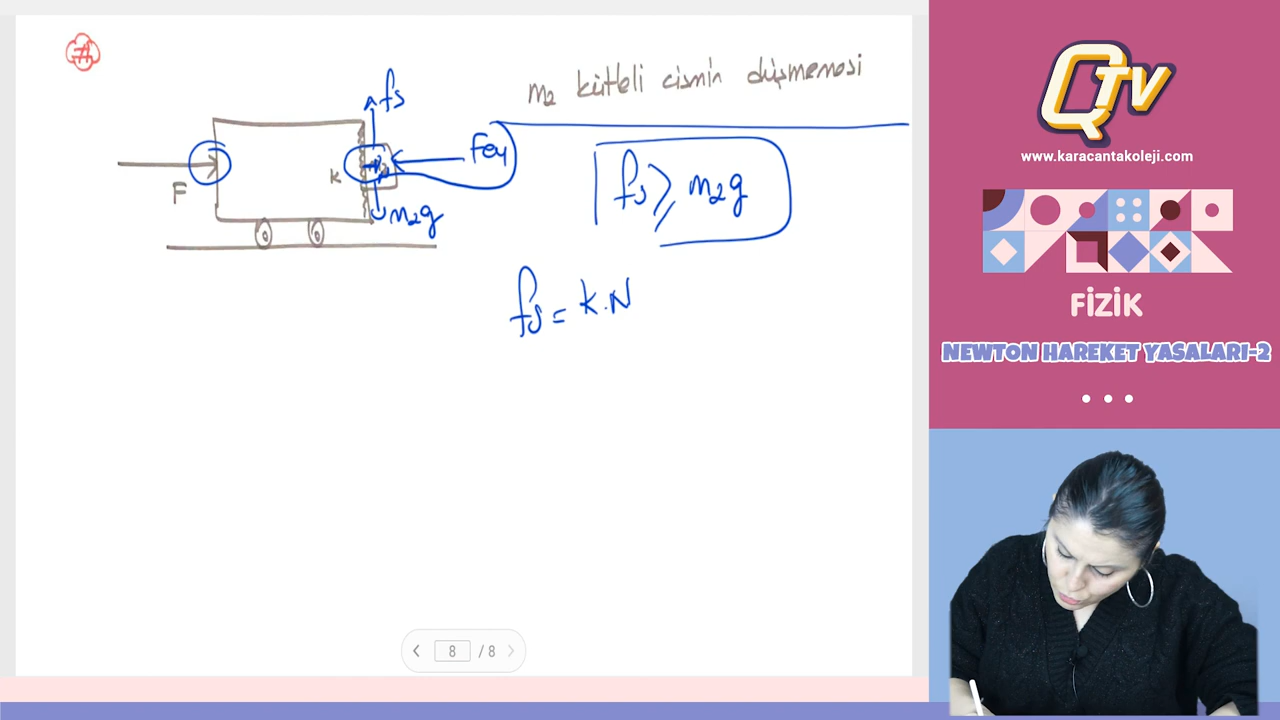 A
fs
m2 kütleli cismin düşmemesi
F
k
m2
Fey
m2g
fs ≥ m2g
fs = k.N
8 / 8
QTV
www.karacantakoleji.com
FİZİK
NEWTON HAREKET YASALARI-2